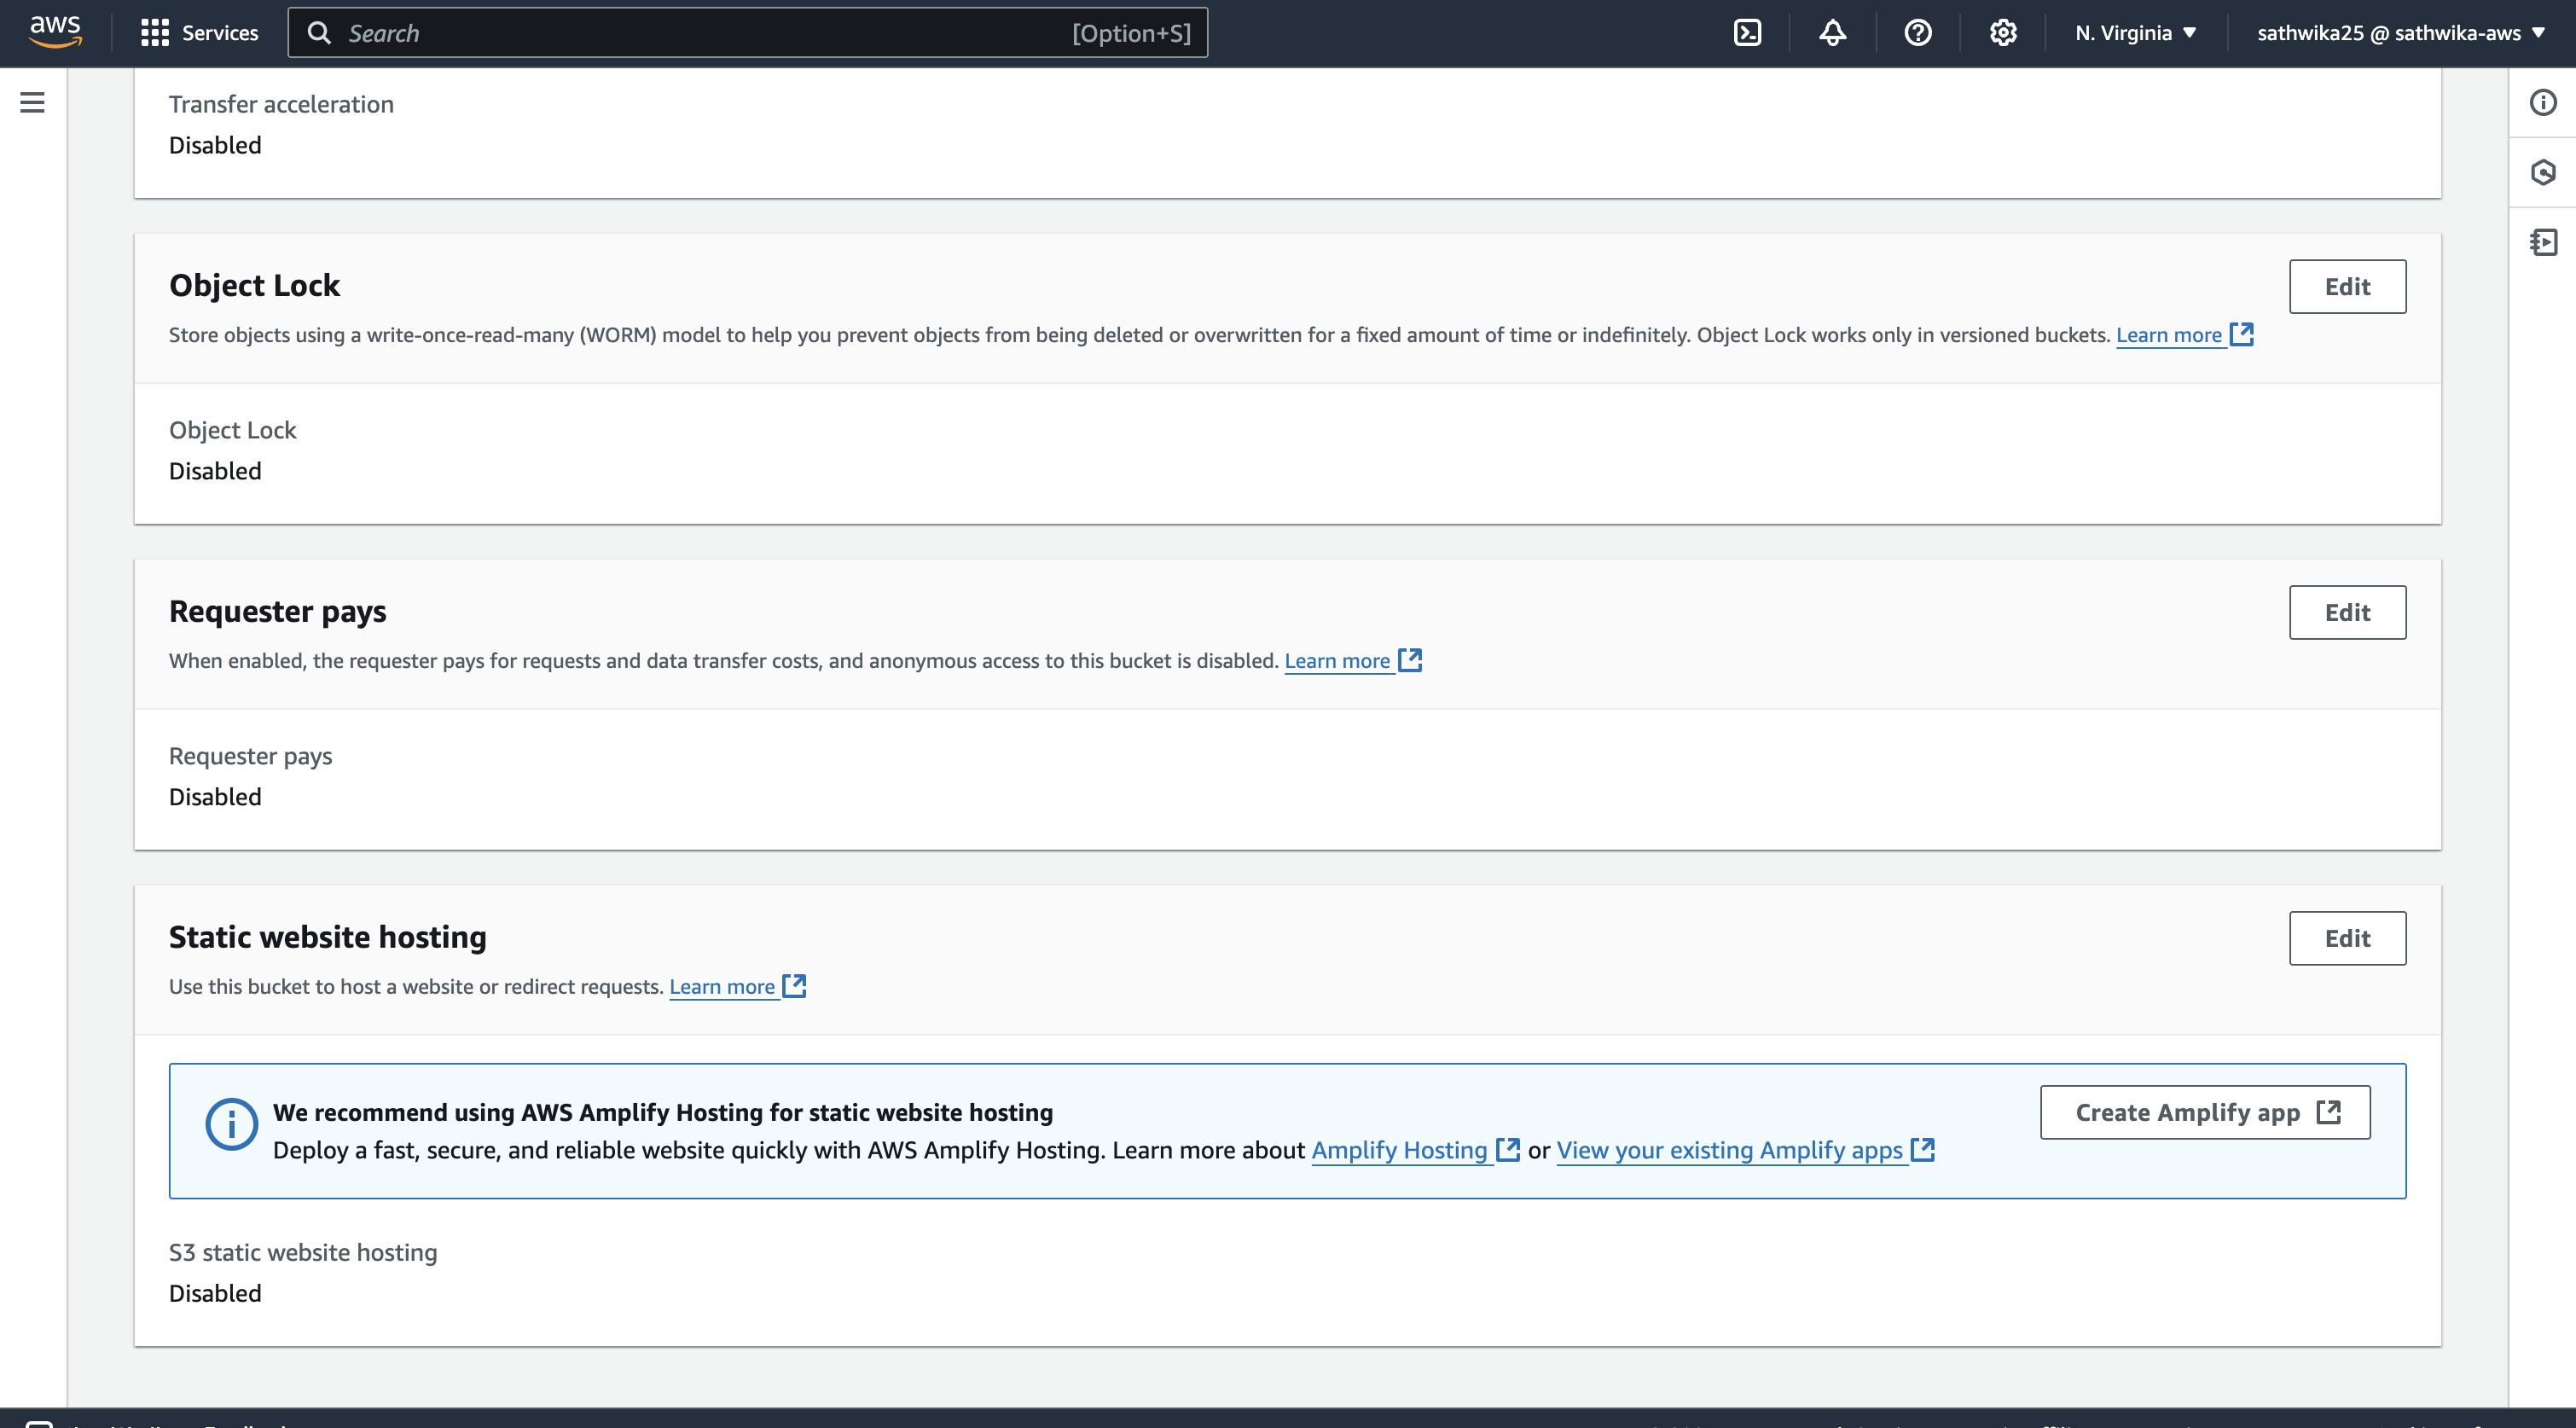 aws Services Search [Option+S] N. Virginia sathwika25 @ sathwika-aws
Transfer acceleration
Disabled
Object Lock Edit
Store objects using a write-once-read-many (WORM) model to help you prevent objects from being deleted or overwritten for a fixed amount of time or indefinitely. Object Lock works only in versioned buckets. Learn more
Object Lock
Disabled
Requester pays Edit
When enabled, the requester pays for requests and data transfer costs, and anonymous access to this bucket is disabled. Learn more
Requester pays
Disabled
Static website hosting Edit
Use this bucket to host a website or redirect requests. Learn more
We recommend using AWS Amplify Hosting for static website hosting Create Amplify app
Deploy a fast, secure, and reliable website quickly with AWS Amplify Hosting. Learn more about Amplify Hosting or View your existing Amplify apps
S3 static website hosting
Disabled